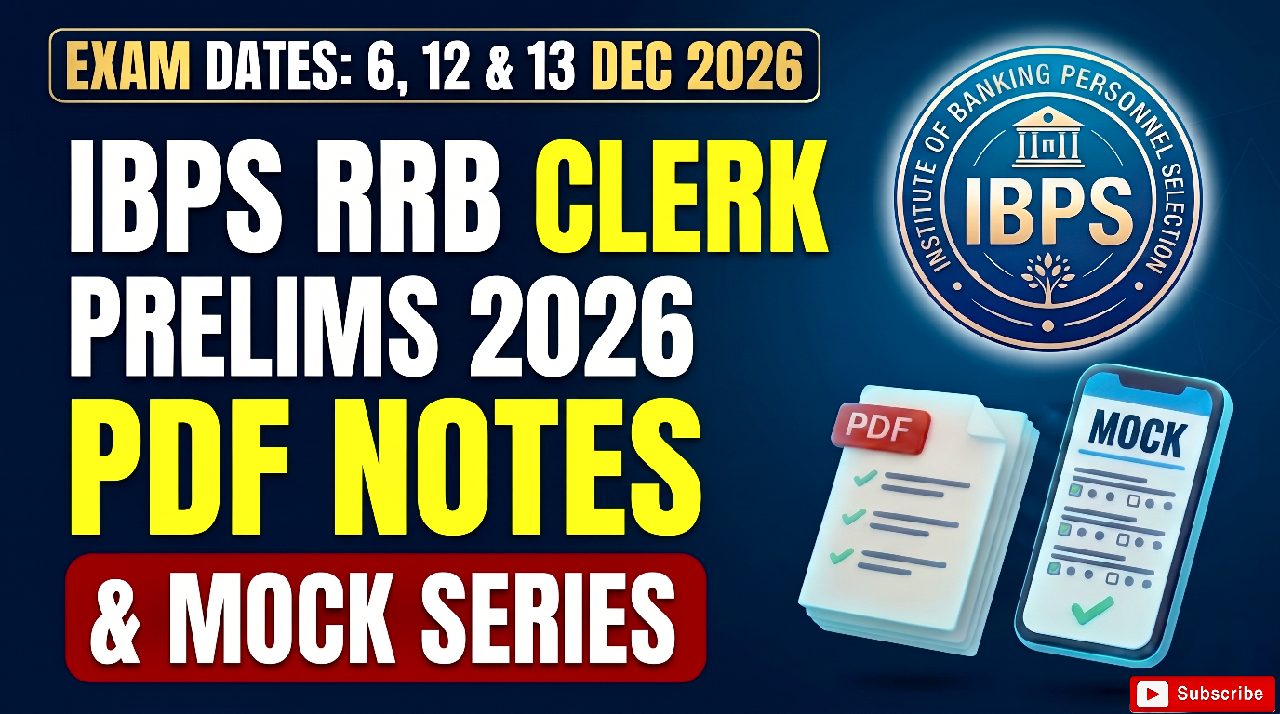 EXAM DATES: 6, 12 & 13 DEC 2026
IBPS RRB CLERK
PRELIMS 2026
PDF NOTES
& MOCK SERIES
INSTITUTE OF BANKING PERSONNEL SELECTION
IBPS
PDF
MOCK
Subscribe